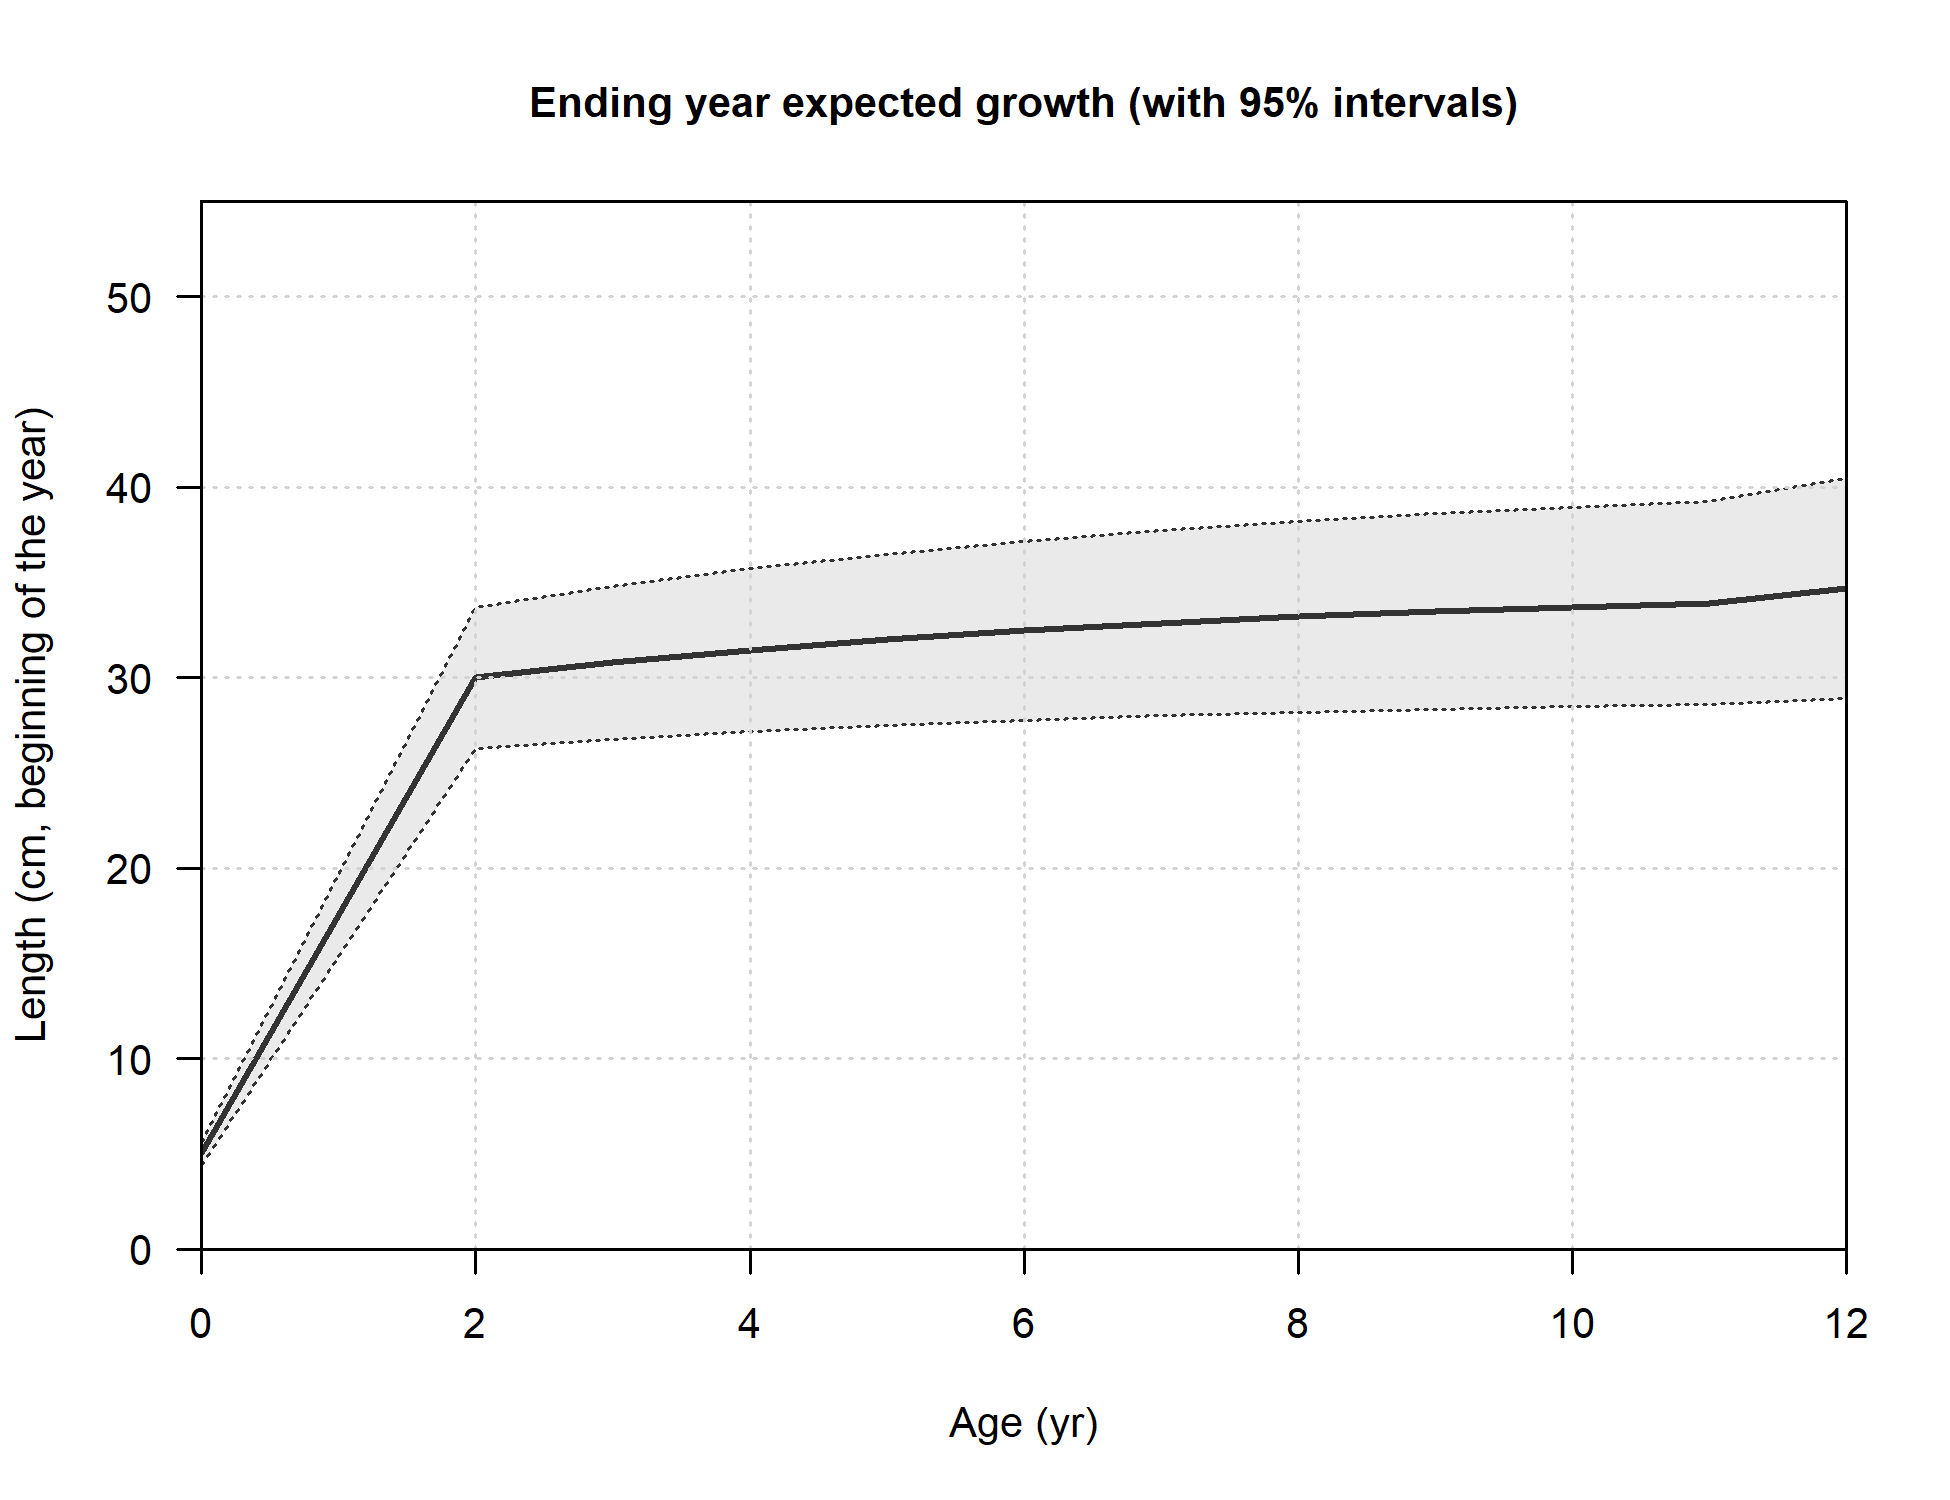 Ending year expected growth (with 95% intervals)
Length (cm, beginning of the year)
50
40
30
20
10
0
0 2 4 6 8 10 12
Age (yr)